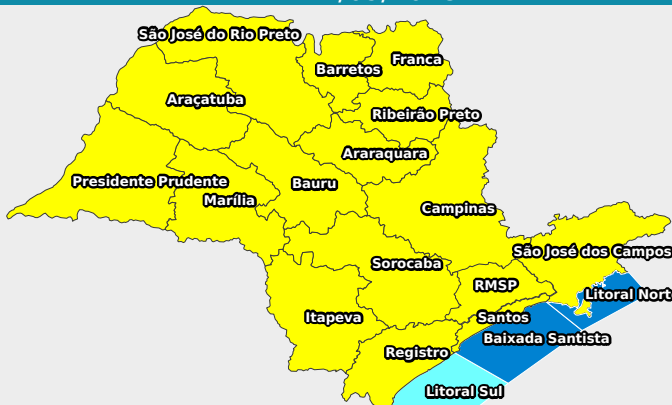 São José do Rio Preto
Franca
Barretos
Araçatuba
Ribeirão Preto
Araraquara
Presidente Prudente
Bauru
Marília
Campinas
São José dos Campos
Sorocaba
RMSP
Litoral Nort
Itapeva
Santos
Baixada Santista
Registro
Litoral Sul